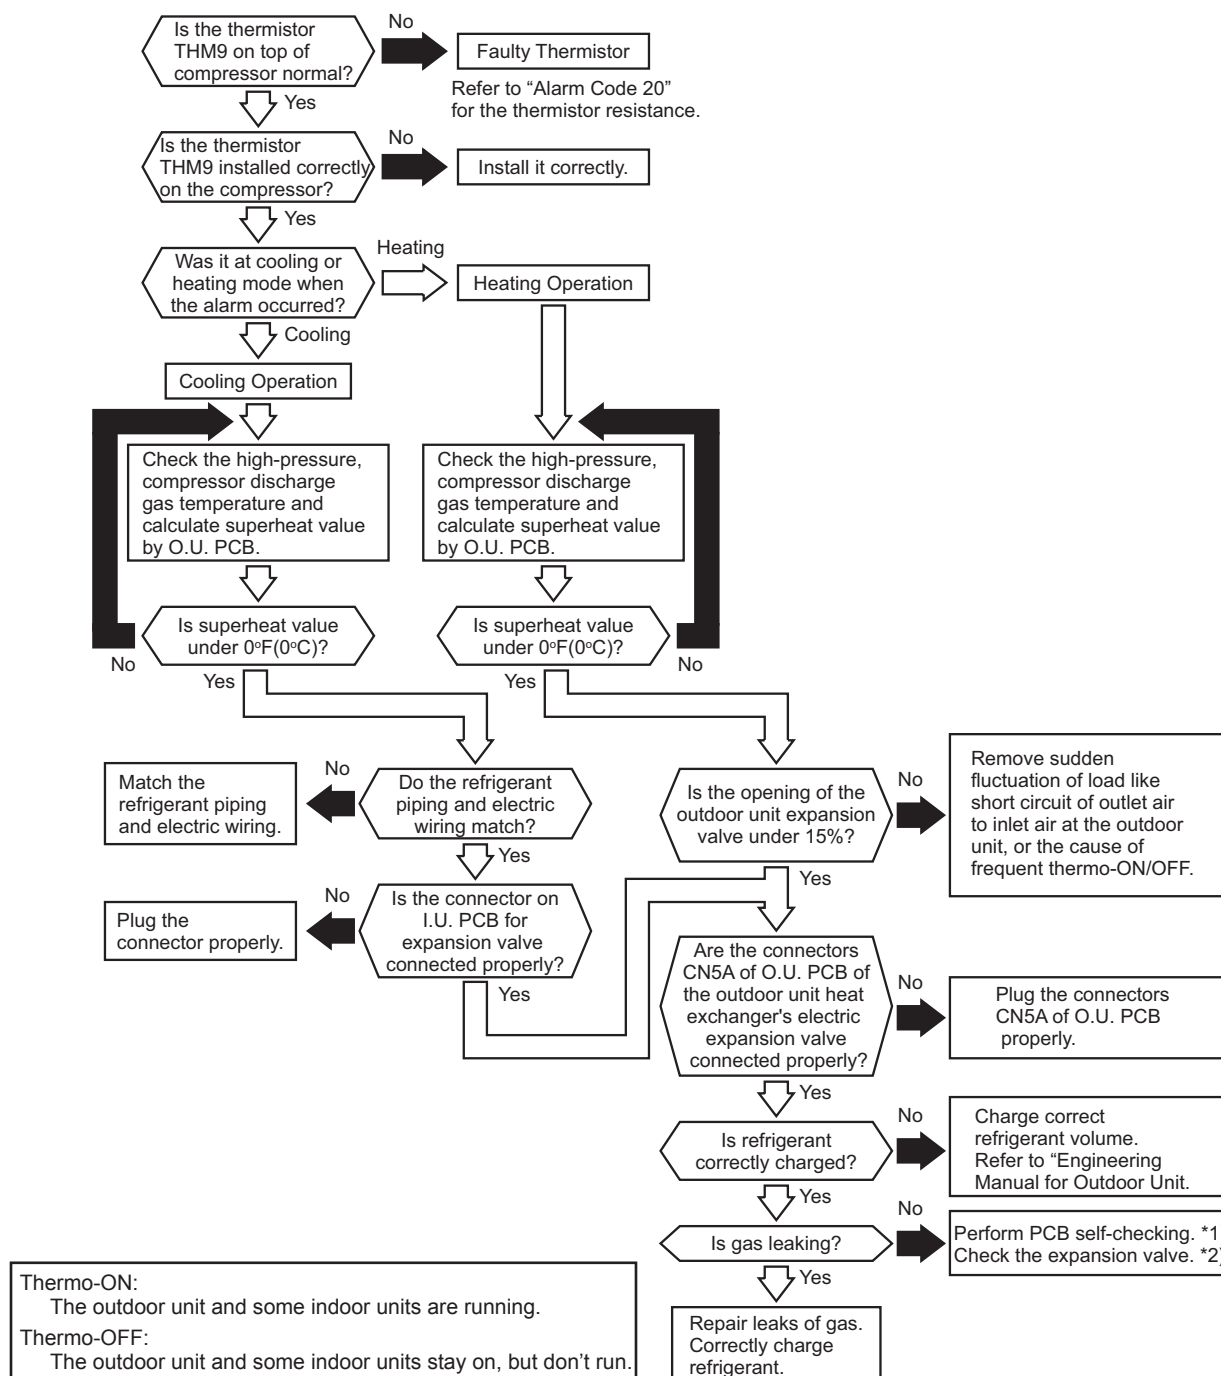 Is the thermistor
THM9 on top of
compressor normal?
No
Faulty Thermistor
Refer to “Alarm Code 20”
for the thermistor resistance.
Yes
Is the thermistor
THM9 installed correctly
on the compressor?
No
Install it correctly.
Yes
Was it at cooling or
heating mode when
the alarm occurred?
Heating
Heating Operation
Cooling
Cooling Operation
Check the high-pressure,
compressor discharge
gas temperature and
calculate superheat value
by O.U. PCB.
Check the high-pressure,
compressor discharge
gas temperature and
calculate superheat value
by O.U. PCB.
Is superheat value
under 0°F(0°C)?
No
Yes
Is superheat value
under 0°F(0°C)?
No
Yes
Do the refrigerant
piping and electric
wiring match?
No
Match the
refrigerant piping
and electric wiring.
Yes
Is the connector on
I.U. PCB for
expansion valve
connected properly?
No
Plug the
connector properly.
Yes
Is the opening of the
outdoor unit expansion
valve under 15%?
No
Remove sudden
fluctuation of load like
short circuit of outlet air
to inlet air at the outdoor
unit, or the cause of
frequent thermo-ON/OFF.
Yes
Are the connectors
CN5A of O.U. PCB of
the outdoor unit heat
exchanger's electric
expansion valve
connected properly?
No
Plug the connectors
CN5A of O.U. PCB
properly.
Yes
Is refrigerant
correctly charged?
No
Charge correct
refrigerant volume.
Refer to “Engineering
Manual for Outdoor Unit.
Yes
Is gas leaking?
No
Perform PCB self-checking. *1
Check the expansion valve. *2)
Yes
Repair leaks of gas.
Correctly charge
refrigerant.
Thermo-ON:
The outdoor unit and some indoor units are running.
Thermo-OFF:
The outdoor unit and some indoor units stay on, but don’t run.